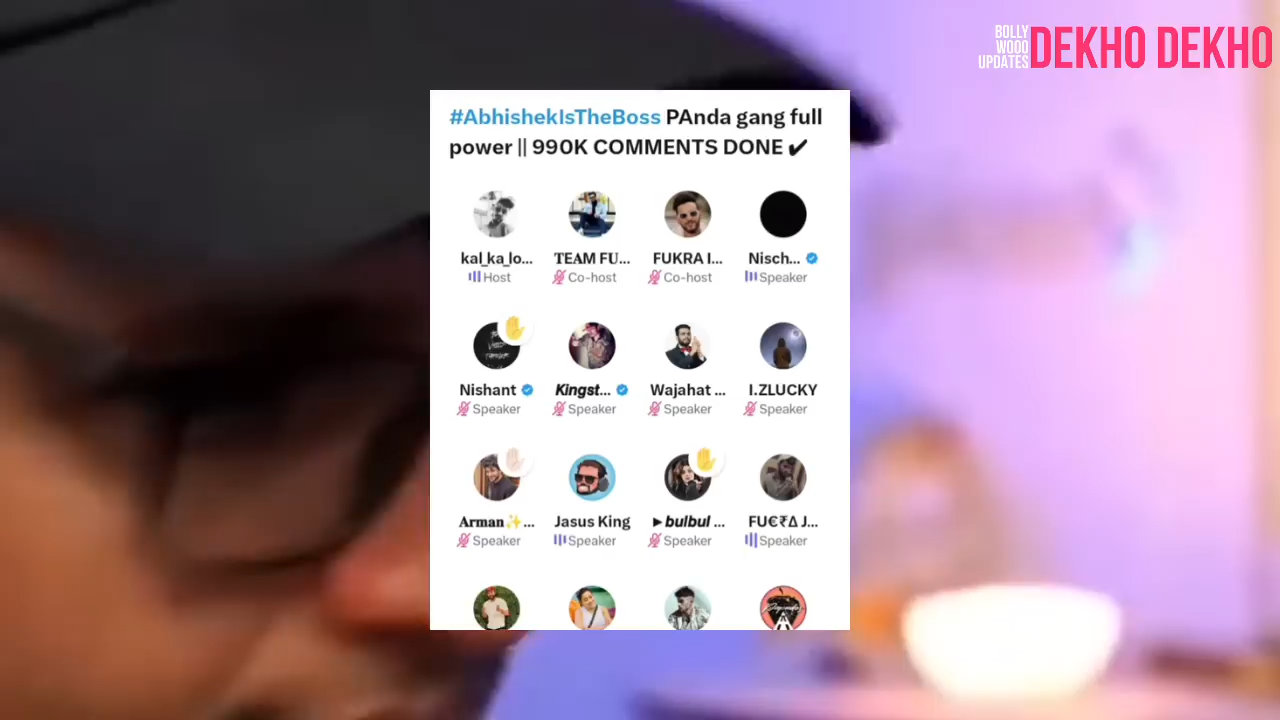 BOLLY
WOOD
UPDATES
DEKHO DEKHO
#AbhishekIsTheBoss PAnda gang full
power || 990K COMMENTS DONE ✔
kal_ka_lo... TEAM FU... FUKRA I... Nisch...
Host Co-host Co-host Speaker
Nishant Kingst... Wajahat ... I.ZLUCKY
Speaker Speaker Speaker Speaker
Arman✨... Jasus King ►bulbul ... FU€₹Δ J...
Speaker Speaker Speaker Speaker